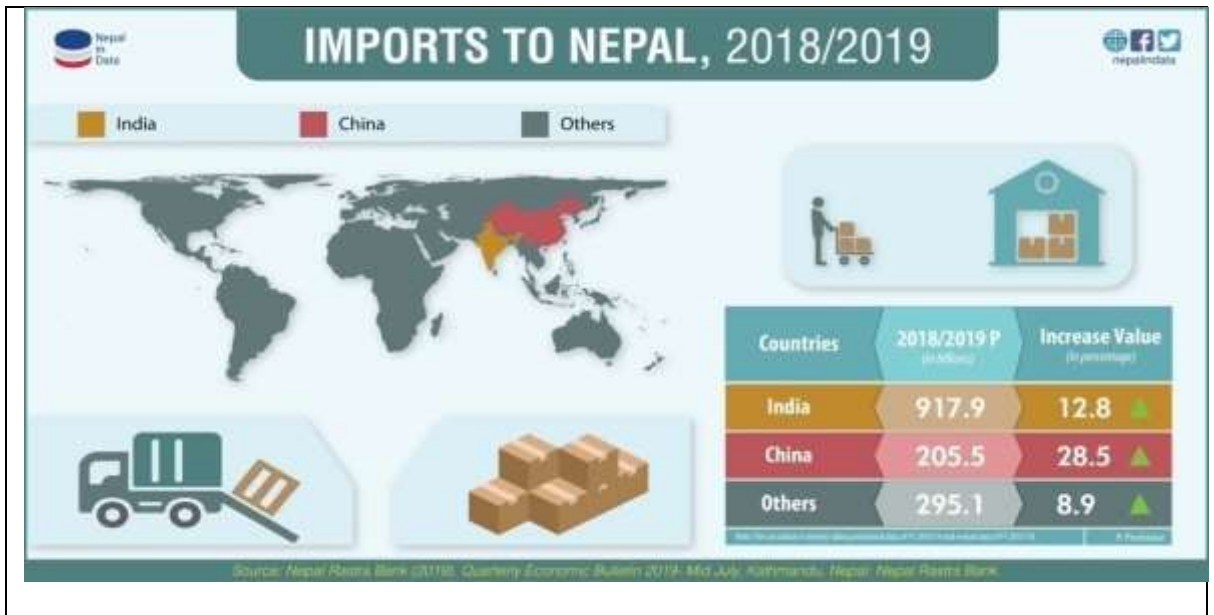 Nepal
in
Data
IMPORTS TO NEPAL, 2018/2019
nepalindata
India
China
Others
Countries
2018/2019 P
(In billions)
Increase Value
(In percentage)
India
917.9
12.8
China
205.5
28.5
Others
295.1
8.9
P: Provisional
Source: Nepal Rastra Bank (2019). Quarterly Economic Bulletin 2019- Mid July, Kathmandu, Nepal: Nepal Rastra Bank.